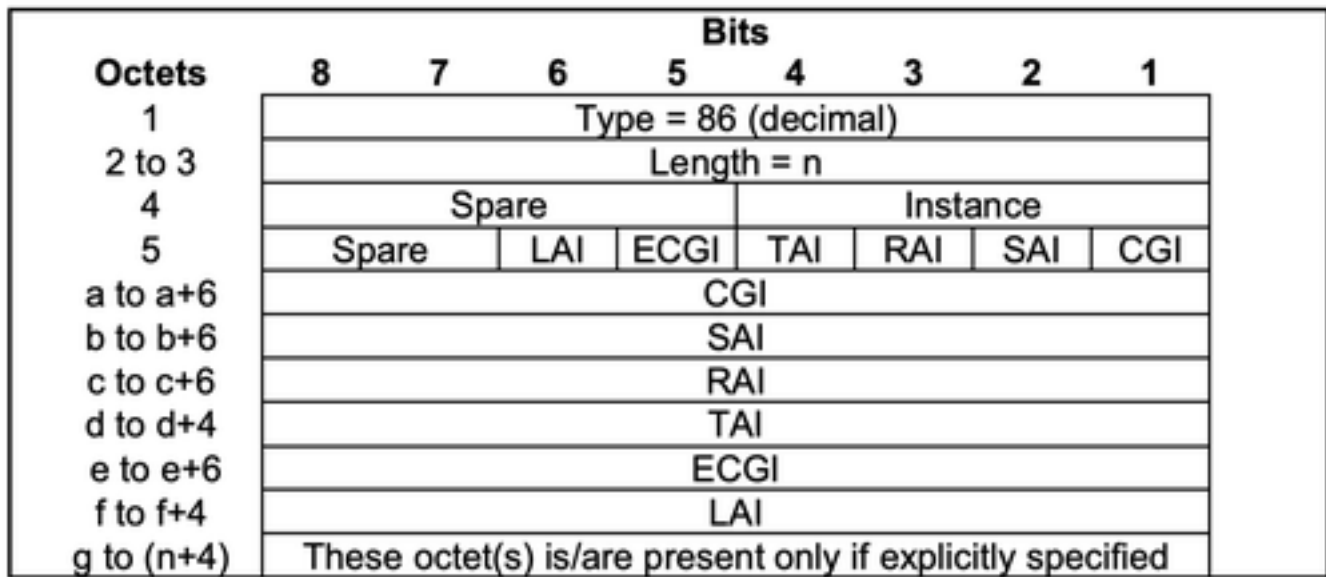 Bits
Octets 8 7 6 5 4 3 2 1
1 Type = 86 (decimal)
2 to 3 Length = n
4 Spare Instance
5 Spare LAI ECGI TAI RAI SAI CGI
a to a+6 CGI
b to b+6 SAI
c to c+6 RAI
d to d+4 TAI
e to e+6 ECGI
f to f+4 LAI
g to (n+4) These octet(s) is/are present only if explicitly specified